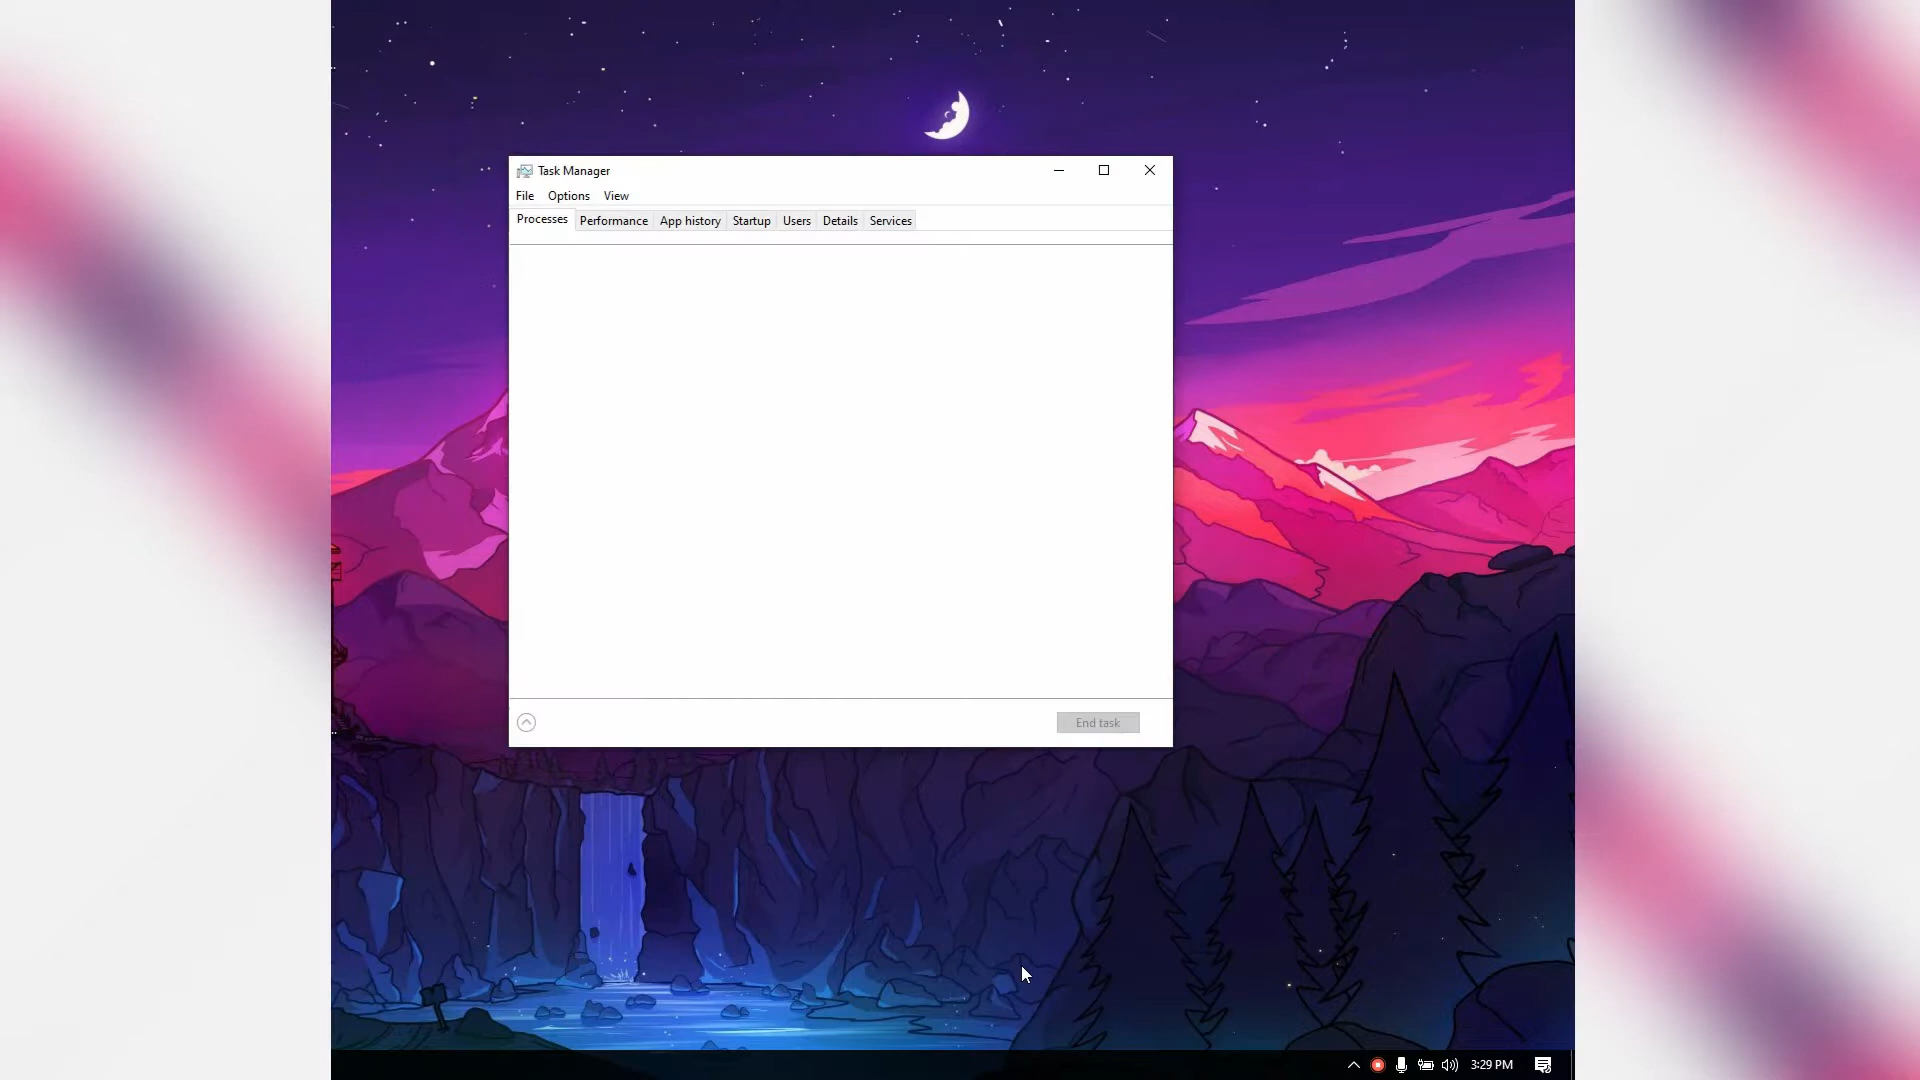 Task Manager
File Options View
Processes Performance App history Startup Users Details Services
End task
3:29 PM